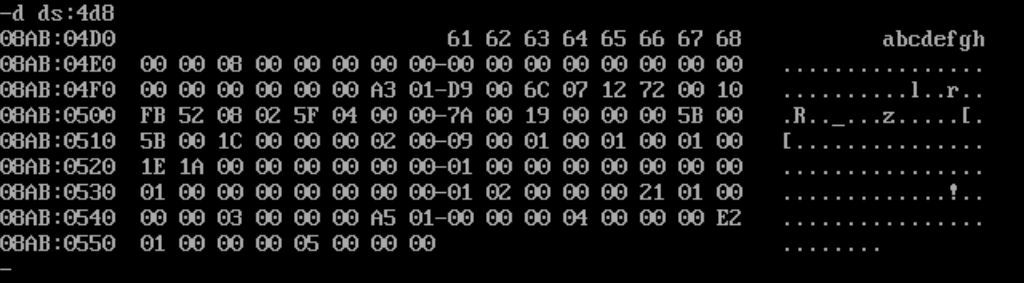 -d ds:4d8
08AB:04D0                          61 62 63 64 65 66 67 68           abcdefgh
08AB:04E0  00 00 08 00 00 00 00 00-00 00 00 00 00 00 00 00   ................
08AB:04F0  00 00 00 00 00 00 A3 01-D9 00 6C 07 12 72 00 10   ..........l..r..
08AB:0500  FB 52 08 02 5F 04 00 00-7A 00 19 00 00 00 5B 00   .R.._...z.....[.
08AB:0510  5B 00 1C 00 00 00 02 00-09 00 01 00 01 00 01 00   [...............
08AB:0520  1E 1A 00 00 00 00 00 00-01 00 00 00 00 00 00 00   ................
08AB:0530  01 00 00 00 00 00 00 00-01 02 00 00 00 21 01 00   .............!..
08AB:0540  00 00 03 00 00 00 A5 01-00 00 00 04 00 00 00 E2   ................
08AB:0550  01 00 00 00 05 00 00 00                           ........
-